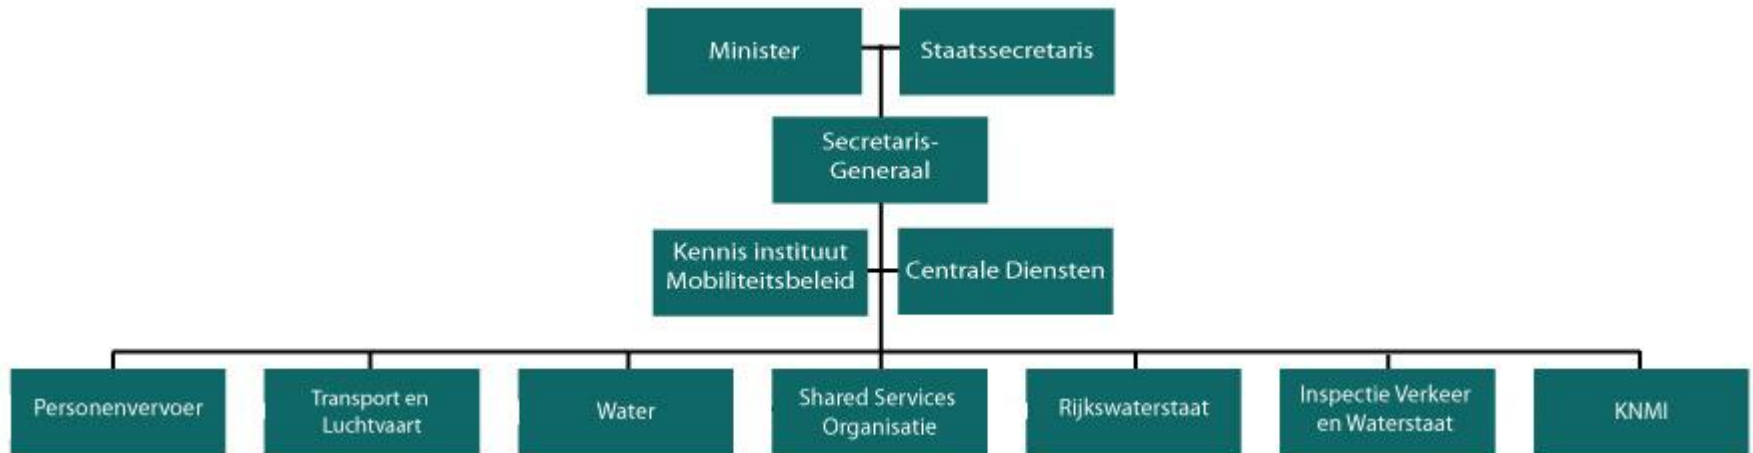 Minister
Staatssecretaris
Secretaris-
Generaal
Kennis instituut
Mobiliteitsbeleid
Centrale Diensten
Personenvervoer
Transport en
Luchtvaart
Water
Shared Services
Organisatie
Rijkswaterstaat
Inspectie Verkeer
en Waterstaat
KNMI